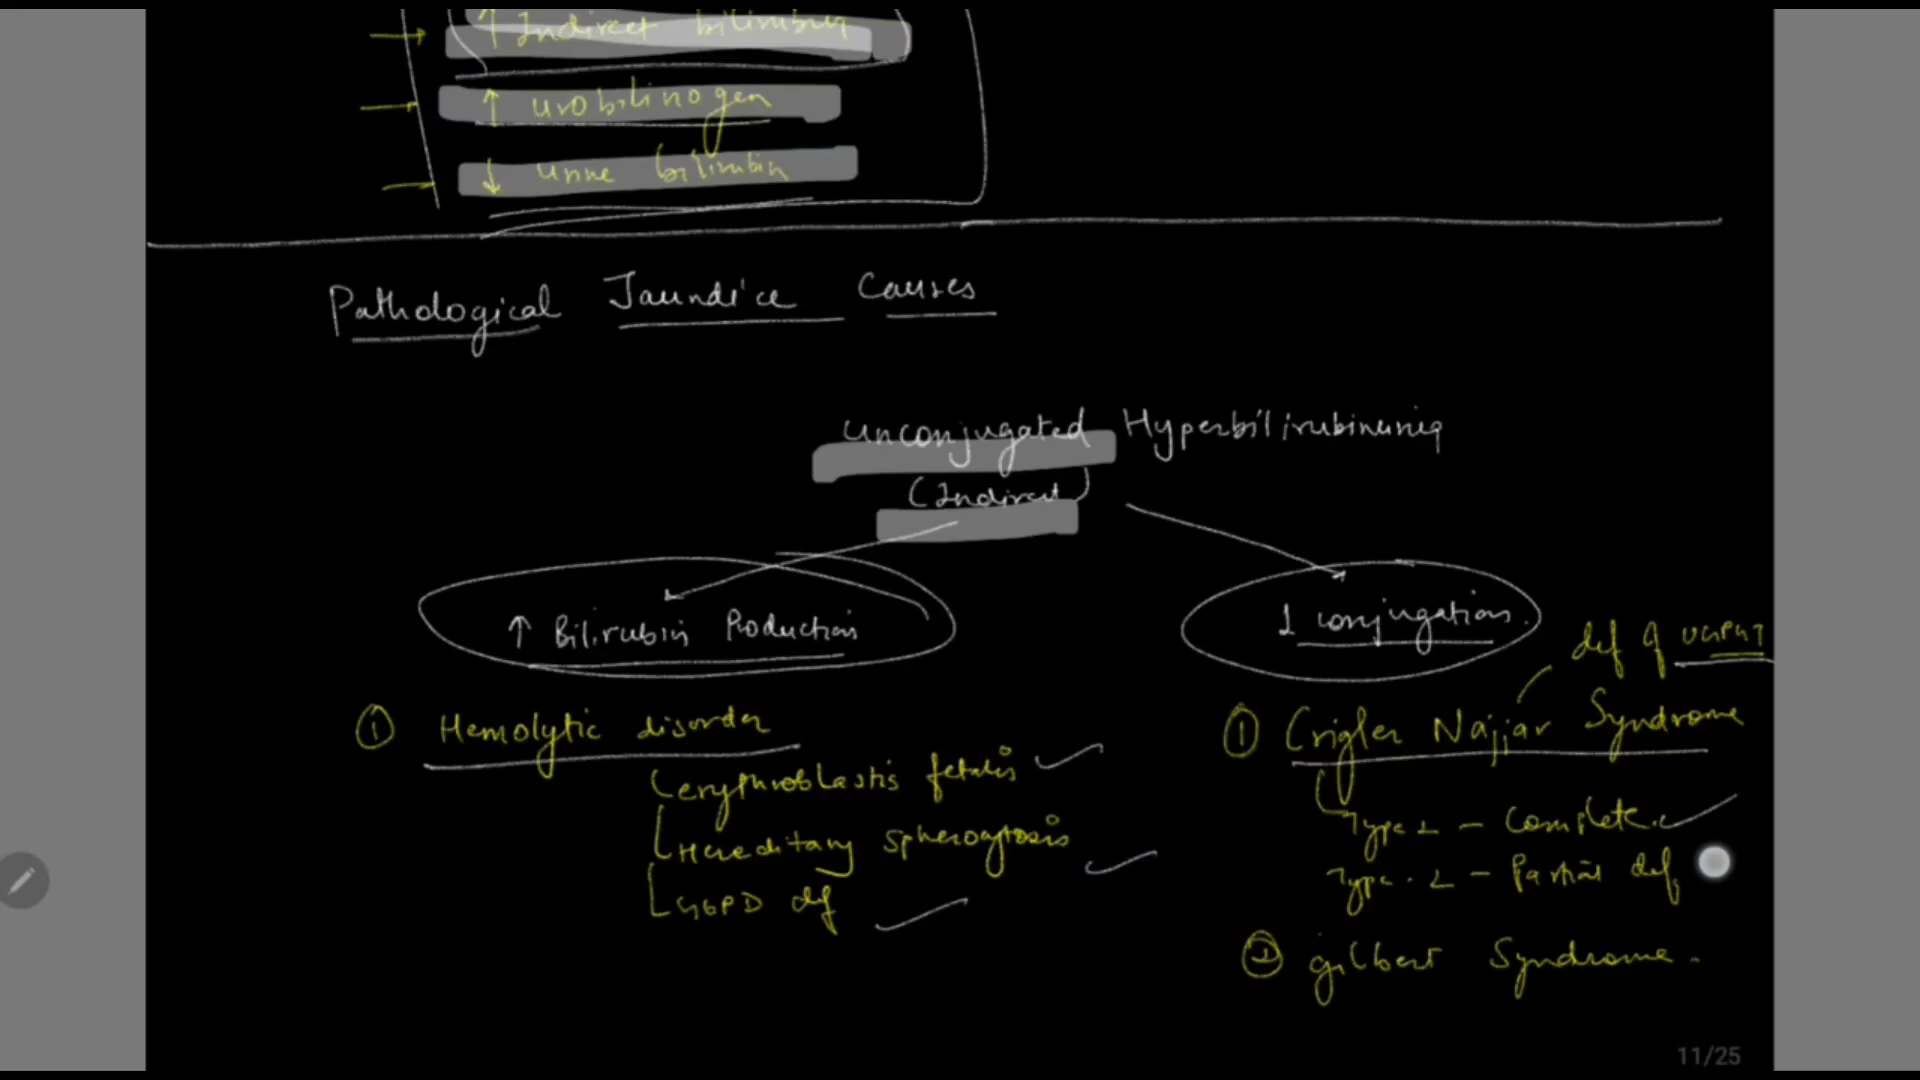 ↑ Indirect bilirubin
↑ urobilinogen
↓ urine bilirubin
Pathological Jaundice Causes
Unconjugated Hyperbilirubinemia
(Indirect)
↑ Bilirubin Production
↓ conjugation.
def of UGPGT
① Hemolytic disorder
erythroblastis fetalis
Hereditary spherocytosis
G6PD def
① Crigler Najjar Syndrome
Type 1 - Complete.
Type. 2 - Partial def,
② gilbert Syndrome.
11/25